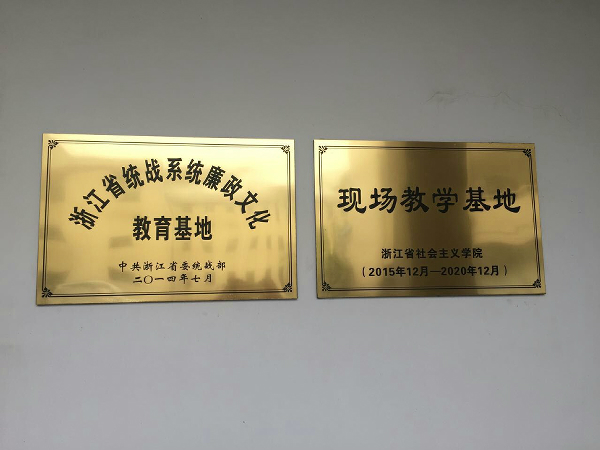 浙江省统战系统廉政文化
教育基地
中共浙江省委统战部
二〇一四年七月
现场教学基地
浙江省社会主义学院
（2015年12月—2020年12月）